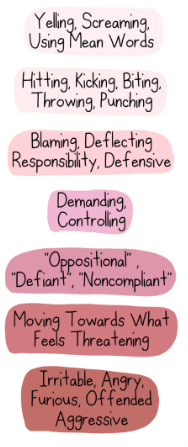 Yelling, Screaming,
Using Mean Words
Hitting, Kicking, Biting,
Throwing, Punching
Blaming, Deflecting
Responsibility, Defensive
Demanding,
Controlling
"Oppositional" ,
"Defiant", "Noncompliant"
Moving Towards What
Feels Threatening
Irritable, Angry,
Furious, Offended
Aggressive